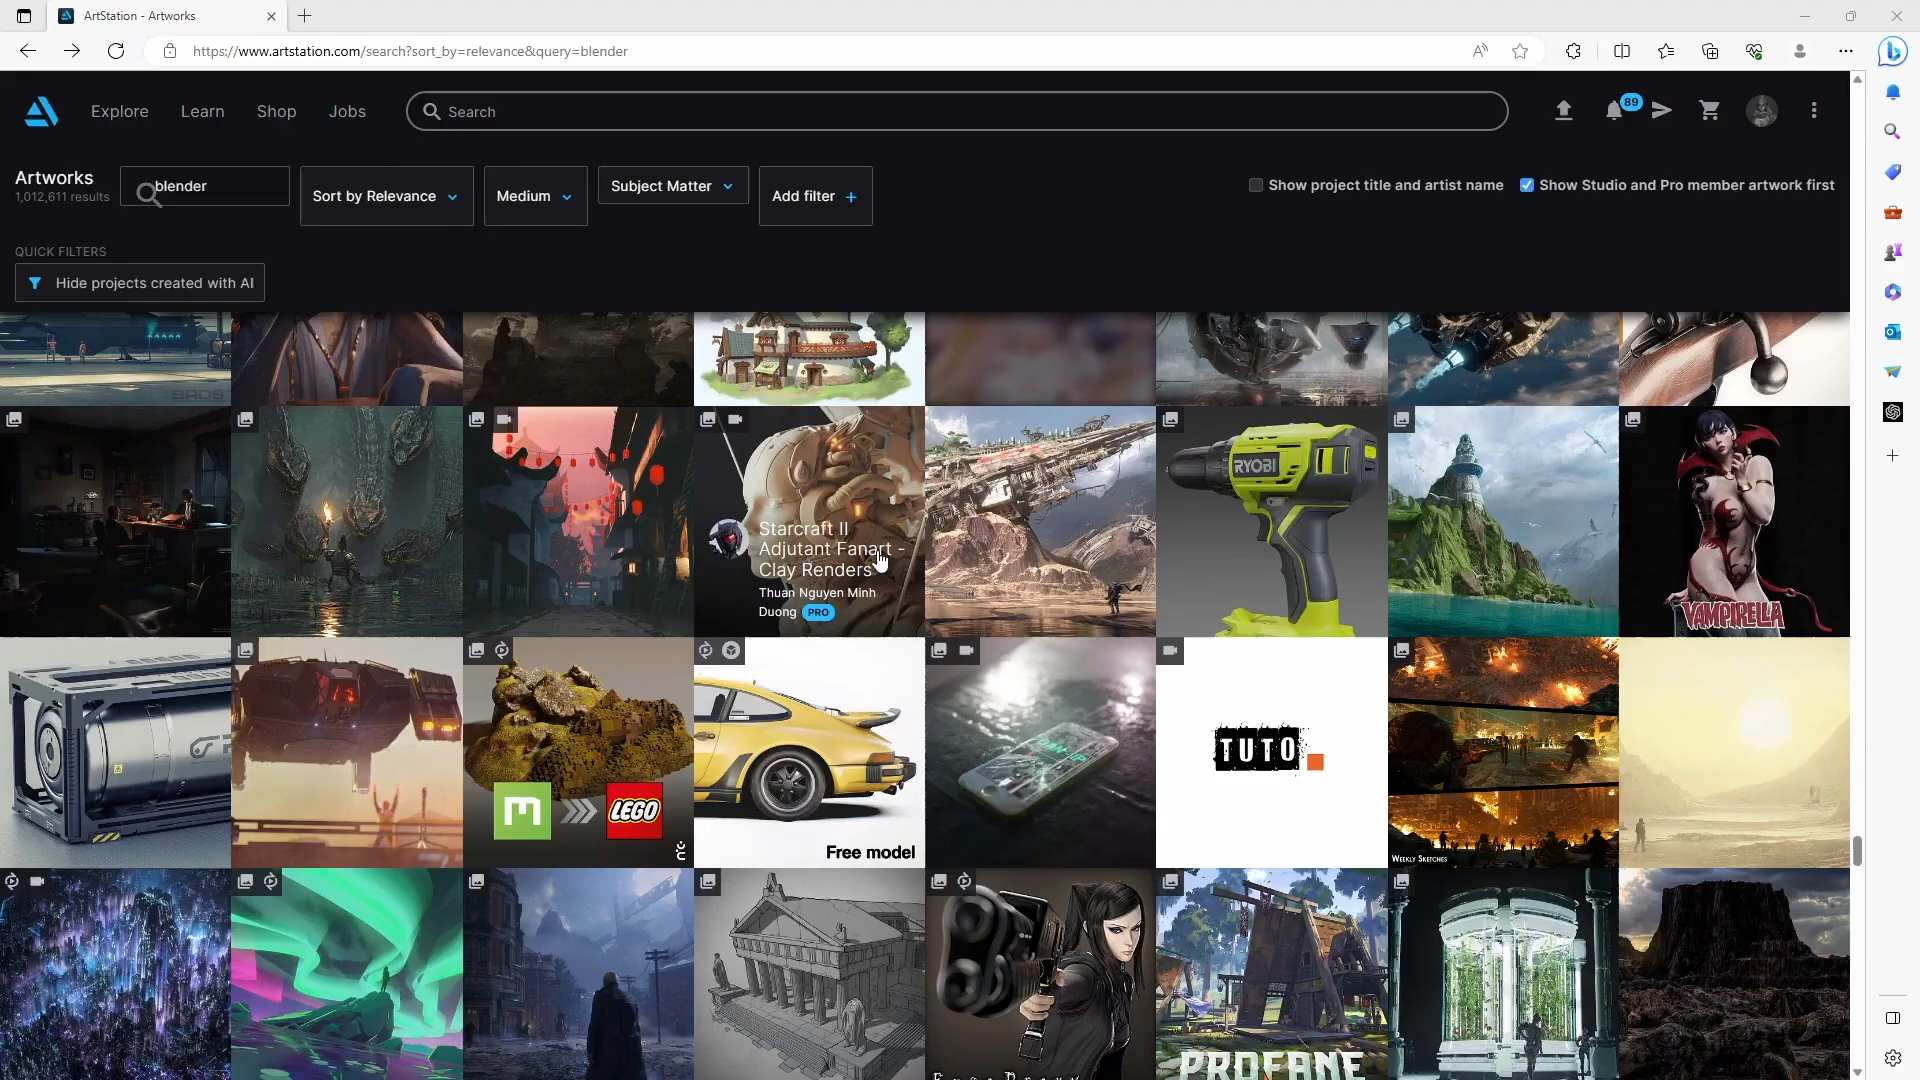 ArtStation - Artworks
https://www.artstation.com/search?sort_by=relevance&query=blender
Explore
Learn
Shop
Jobs
Search
89
Artworks
1,012,611 results
blender
Sort by Relevance
Medium
Subject Matter
Add filter +
Show project title and artist name
Show Studio and Pro member artwork first
QUICK FILTERS
Hide projects created with AI
Starcraft II
Adjutant Fanart -
Clay Renders
Thuan Nguyen Minh
Duong PRO
RYOBI
VAMPIRELLA
m
LEGO
Free model
TUTO
WEEKLY SKETCHES
PROFANE